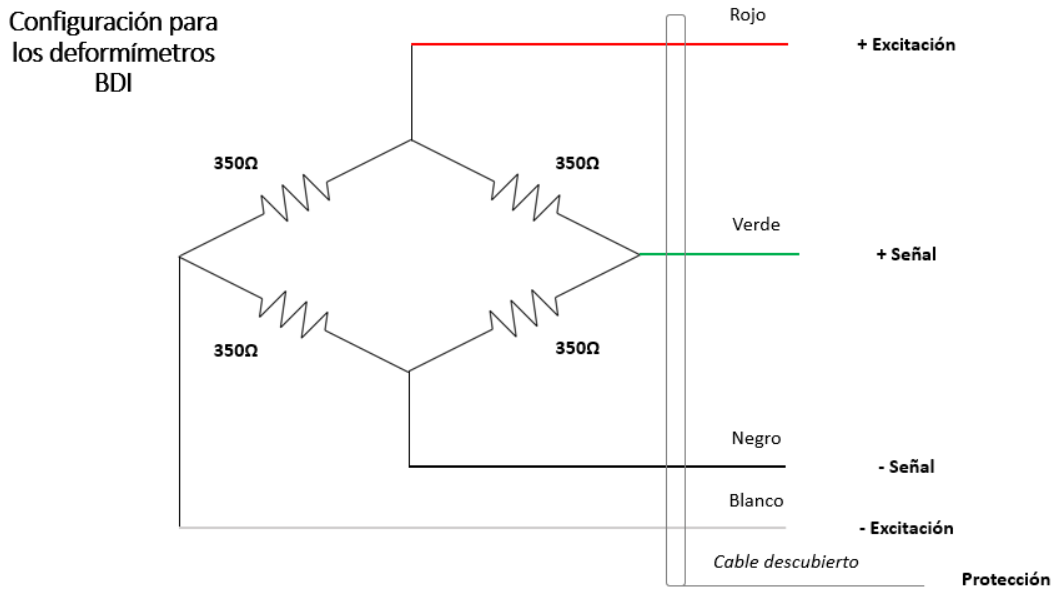 Configuración para
los deformímetros
BDI
Rojo
+ Excitación
350Ω
350Ω
Verde
+ Señal
350Ω
350Ω
Negro
- Señal
Blanco
- Excitación
Cable descubierto
Protección